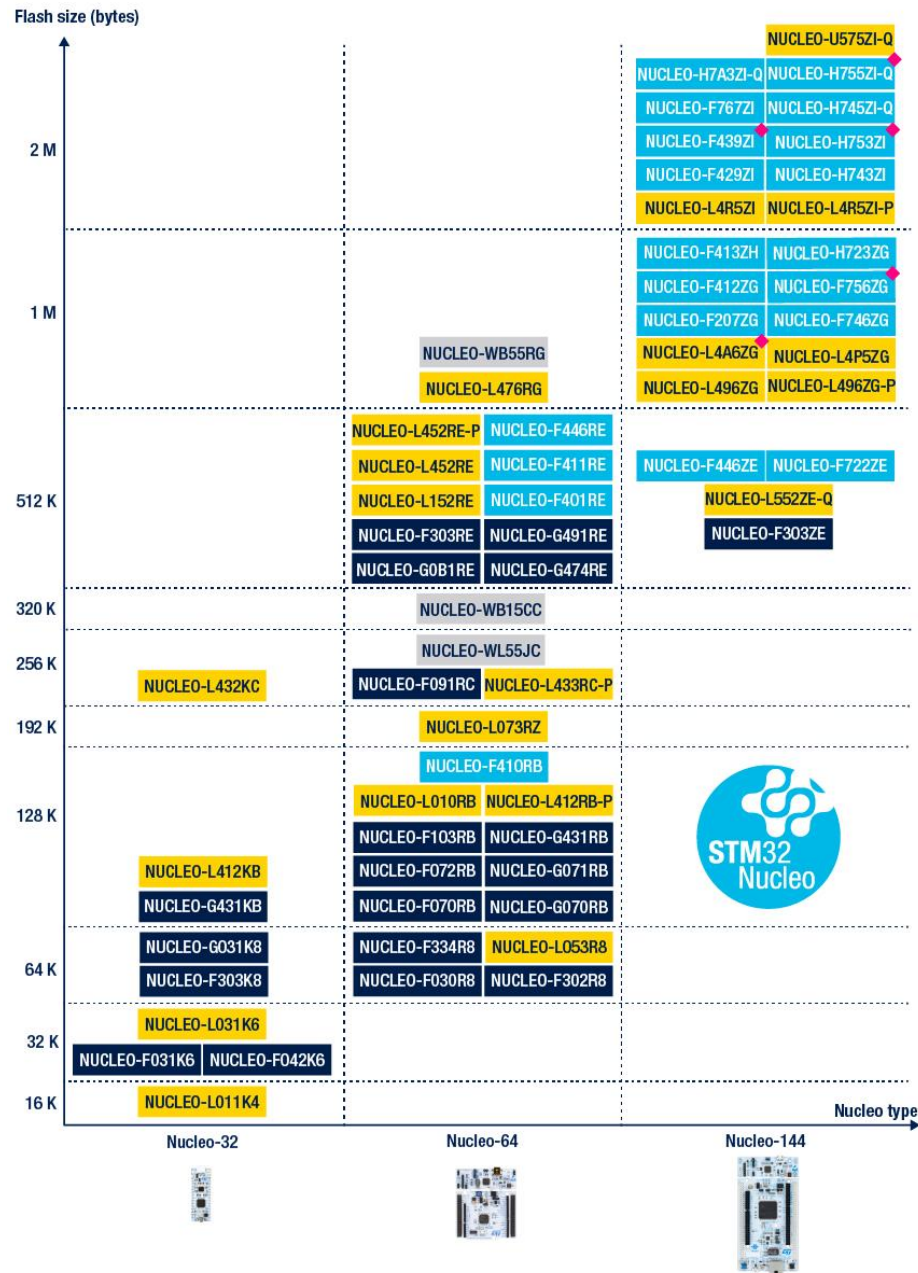 Flash size (bytes)
NUCLEO-U575ZI-Q
NUCLEO-H7A3ZI-Q NUCLEO-H755ZI-Q
NUCLEO-F767ZI NUCLEO-H745ZI-Q
2 M NUCLEO-F439ZI NUCLEO-H753ZI
NUCLEO-F429ZI NUCLEO-H743ZI
NUCLEO-L4R5ZI NUCLEO-L4R5ZI-P
NUCLEO-F413ZH NUCLEO-H723ZG
NUCLEO-F412ZG NUCLEO-F756ZG
1 M NUCLEO-F207ZG NUCLEO-F746ZG
NUCLEO-WB55RG NUCLEO-L4A6ZG NUCLEO-L4P5ZG
NUCLEO-L476RG NUCLEO-L496ZG NUCLEO-L496ZG-P
NUCLEO-L452RE-P NUCLEO-F446RE
NUCLEO-L452RE NUCLEO-F411RE NUCLEO-F446ZE NUCLEO-F722ZE
512 K NUCLEO-L152RE NUCLEO-F401RE NUCLEO-L552ZE-Q
NUCLEO-F303RE NUCLEO-G491RE NUCLEO-F303ZE
NUCLEO-G0B1RE NUCLEO-G474RE
320 K NUCLEO-WB15CC
256 K NUCLEO-WL55JC
NUCLEO-L432KC NUCLEO-F091RC NUCLEO-L433RC-P
192 K NUCLEO-L073RZ
NUCLEO-F410RB
128 K NUCLEO-L010RB NUCLEO-L412RB-P
NUCLEO-F103RB NUCLEO-G431RB
STM32
NUCLEO-L412KB NUCLEO-F072RB NUCLEO-G071RB
Nucleo
NUCLEO-G431KB NUCLEO-F070RB NUCLEO-G070RB
NUCLEO-G031K8 NUCLEO-F334R8 NUCLEO-L053R8
64 K NUCLEO-F303K8 NUCLEO-F030R8 NUCLEO-F302R8
NUCLEO-L031K6
32 K NUCLEO-F031K6 NUCLEO-F042K6
16 K NUCLEO-L011K4
Nucleo type
Nucleo-32 Nucleo-64 Nucleo-144